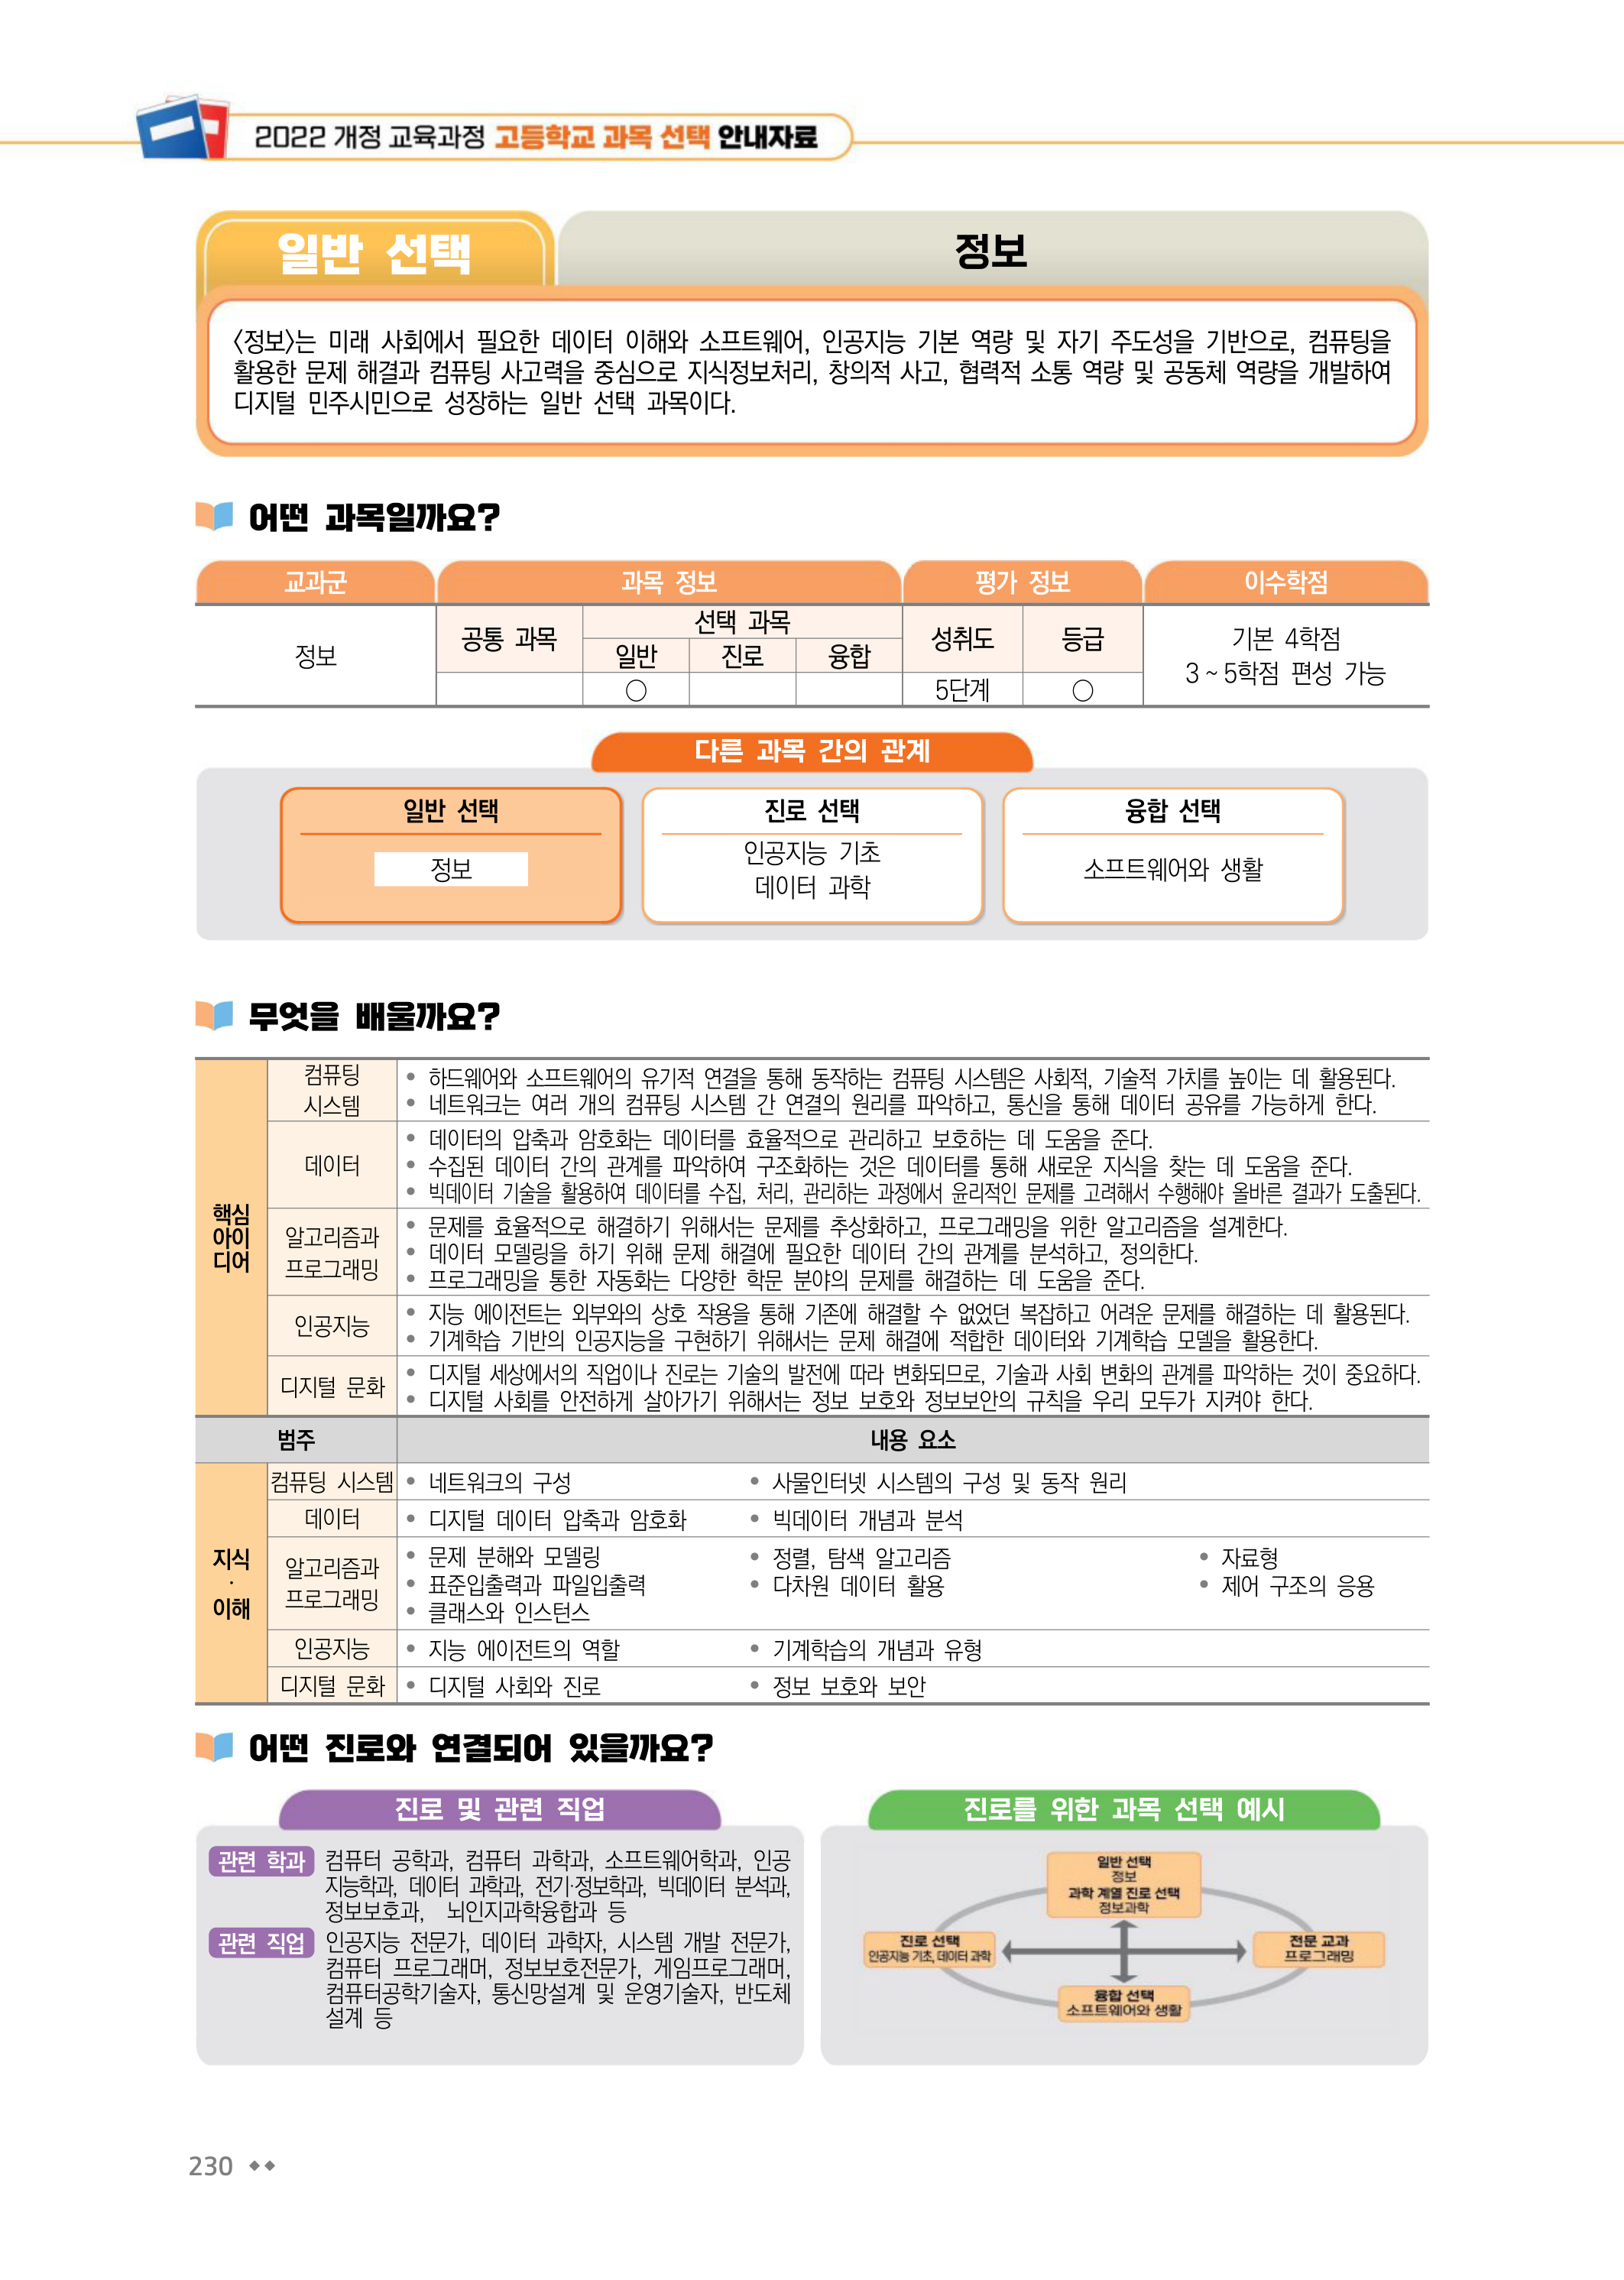 2022 개정 교육과정 고등학교 과목 선택 안내자료
일반 선택
정보
<정보>는 미래 사회에서 필요한 데이터 이해와 소프트웨어, 인공지능 기본 역량 및 자기 주도성을 기반으로, 컴퓨팅을
활용한 문제 해결과 컴퓨팅 사고력을 중심으로 지식정보처리, 창의적 사고, 협력적 소통 역량 및 공동체 역량을 개발하여
디지털 민주시민으로 성장하는 일반 선택 과목이다.
어떤 과목일까요?
교과군 과목 정보 평가 정보 이수학점
정보 공통 과목 선택 과목 성취도 등급 기본 4학점
일반 진로 융합 3 ~ 5학점 편성 가능
○ 5단계 ○
다른 과목 간의 관계
일반 선택 진로 선택 융합 선택
정보 인공지능 기초 소프트웨어와 생활
데이터 과학
무엇을 배울까요?
핵심
아이
디어
컴퓨팅
시스템
• 하드웨어와 소프트웨어의 유기적 연결을 통해 동작하는 컴퓨팅 시스템은 사회적, 기술적 가치를 높이는 데 활용된다.
• 네트워크는 여러 개의 컴퓨팅 시스템 간 연결의 원리를 파악하고, 통신을 통해 데이터 공유를 가능하게 한다.
데이터
• 데이터의 압축과 암호화는 데이터를 효율적으로 관리하고 보호하는 데 도움을 준다.
• 수집된 데이터 간의 관계를 파악하여 구조화하는 것은 데이터를 통해 새로운 지식을 찾는 데 도움을 준다.
• 빅데이터 기술을 활용하여 데이터를 수집, 처리, 관리하는 과정에서 윤리적인 문제를 고려해서 수행해야 올바른 결과가 도출된다.
알고리즘과
프로그래밍
• 문제를 효율적으로 해결하기 위해서는 문제를 추상화하고, 프로그래밍을 위한 알고리즘을 설계한다.
• 데이터 모델링을 하기 위해 문제 해결에 필요한 데이터 간의 관계를 분석하고, 정의한다.
• 프로그래밍을 통한 자동화는 다양한 학문 분야의 문제를 해결하는 데 도움을 준다.
인공지능
• 지능 에이전트는 외부와의 상호 작용을 통해 기존에 해결할 수 없었던 복잡하고 어려운 문제를 해결하는 데 활용된다.
• 기계학습 기반의 인공지능을 구현하기 위해서는 문제 해결에 적합한 데이터와 기계학습 모델을 활용한다.
디지털 문화
• 디지털 세상에서의 직업이나 진로는 기술의 발전에 따라 변화되므로, 기술과 사회 변화의 관계를 파악하는 것이 중요하다.
• 디지털 사회를 안전하게 살아가기 위해서는 정보 보호와 정보보안의 규칙을 우리 모두가 지켜야 한다.
범주 내용 요소
지식
·
이해
컴퓨팅 시스템 • 네트워크의 구성 • 사물인터넷 시스템의 구성 및 동작 원리
데이터 • 디지털 데이터 압축과 암호화 • 빅데이터 개념과 분석
알고리즘과
프로그래밍
• 문제 분해와 모델링 • 정렬, 탐색 알고리즘 • 자료형
• 표준입출력과 파일입출력 • 다차원 데이터 활용 • 제어 구조의 응용
• 클래스와 인스턴스
인공지능 • 지능 에이전트의 역할 • 기계학습의 개념과 유형
디지털 문화 • 디지털 사회와 진로 • 정보 보호와 보안
어떤 진로와 연결되어 있을까요?
진로 및 관련 직업
관련 학과 컴퓨터 공학과, 컴퓨터 과학과, 소프트웨어학과, 인공
지능학과, 데이터 과학과, 전기·정보학과, 빅데이터 분석과,
정보보호과, 뇌인지과학융합과 등
관련 직업 인공지능 전문가, 데이터 과학자, 시스템 개발 전문가,
컴퓨터 프로그래머, 정보보호전문가, 게임프로그래머,
컴퓨터공학기술자, 통신망설계 및 운영기술자, 반도체
설계 등
진로를 위한 과목 선택 예시
일반 선택
정보
과학 계열 진로 선택
정보과학
진로 선택
인공지능 기초, 데이터 과학
전문 교과
프로그래밍
융합 선택
소프트웨어와 생활
230